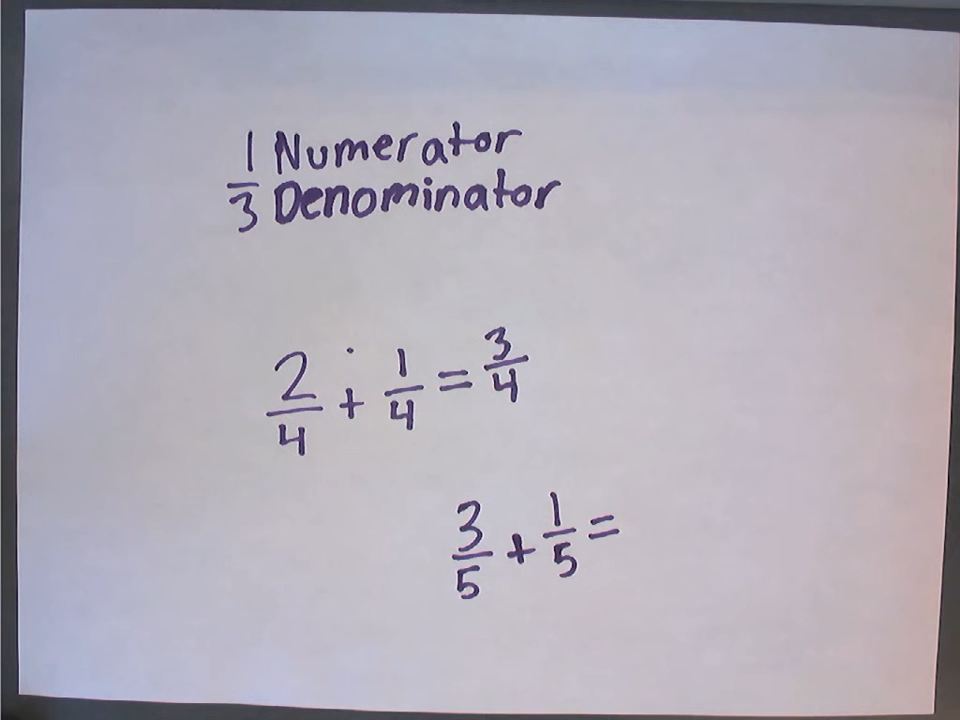 1/3 Numerator
Denominator
2/4 + 1/4 = 3/4
3/5 + 1/5 =